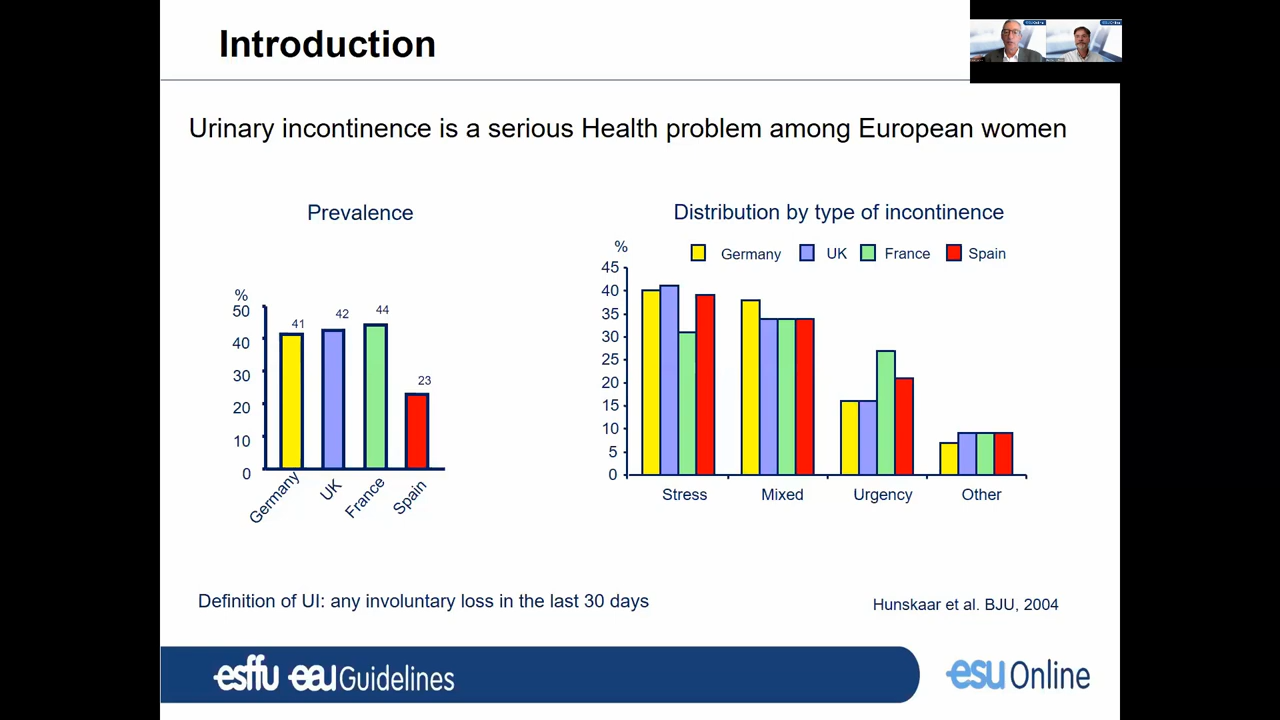 Introduction
Urinary incontinence is a serious Health problem among European women
Prevalence
%
50
40
30
20
10
0
41
42
44
23
Germany
UK
France
Spain
Distribution by type of incontinence
%
Germany
UK
France
Spain
45
40
35
30
25
20
15
10
5
0
Stress
Mixed
Urgency
Other
Definition of UI: any involuntary loss in the last 30 days
Hunskaar et al. BJU, 2004
esffu eau Guidelines
esu Online